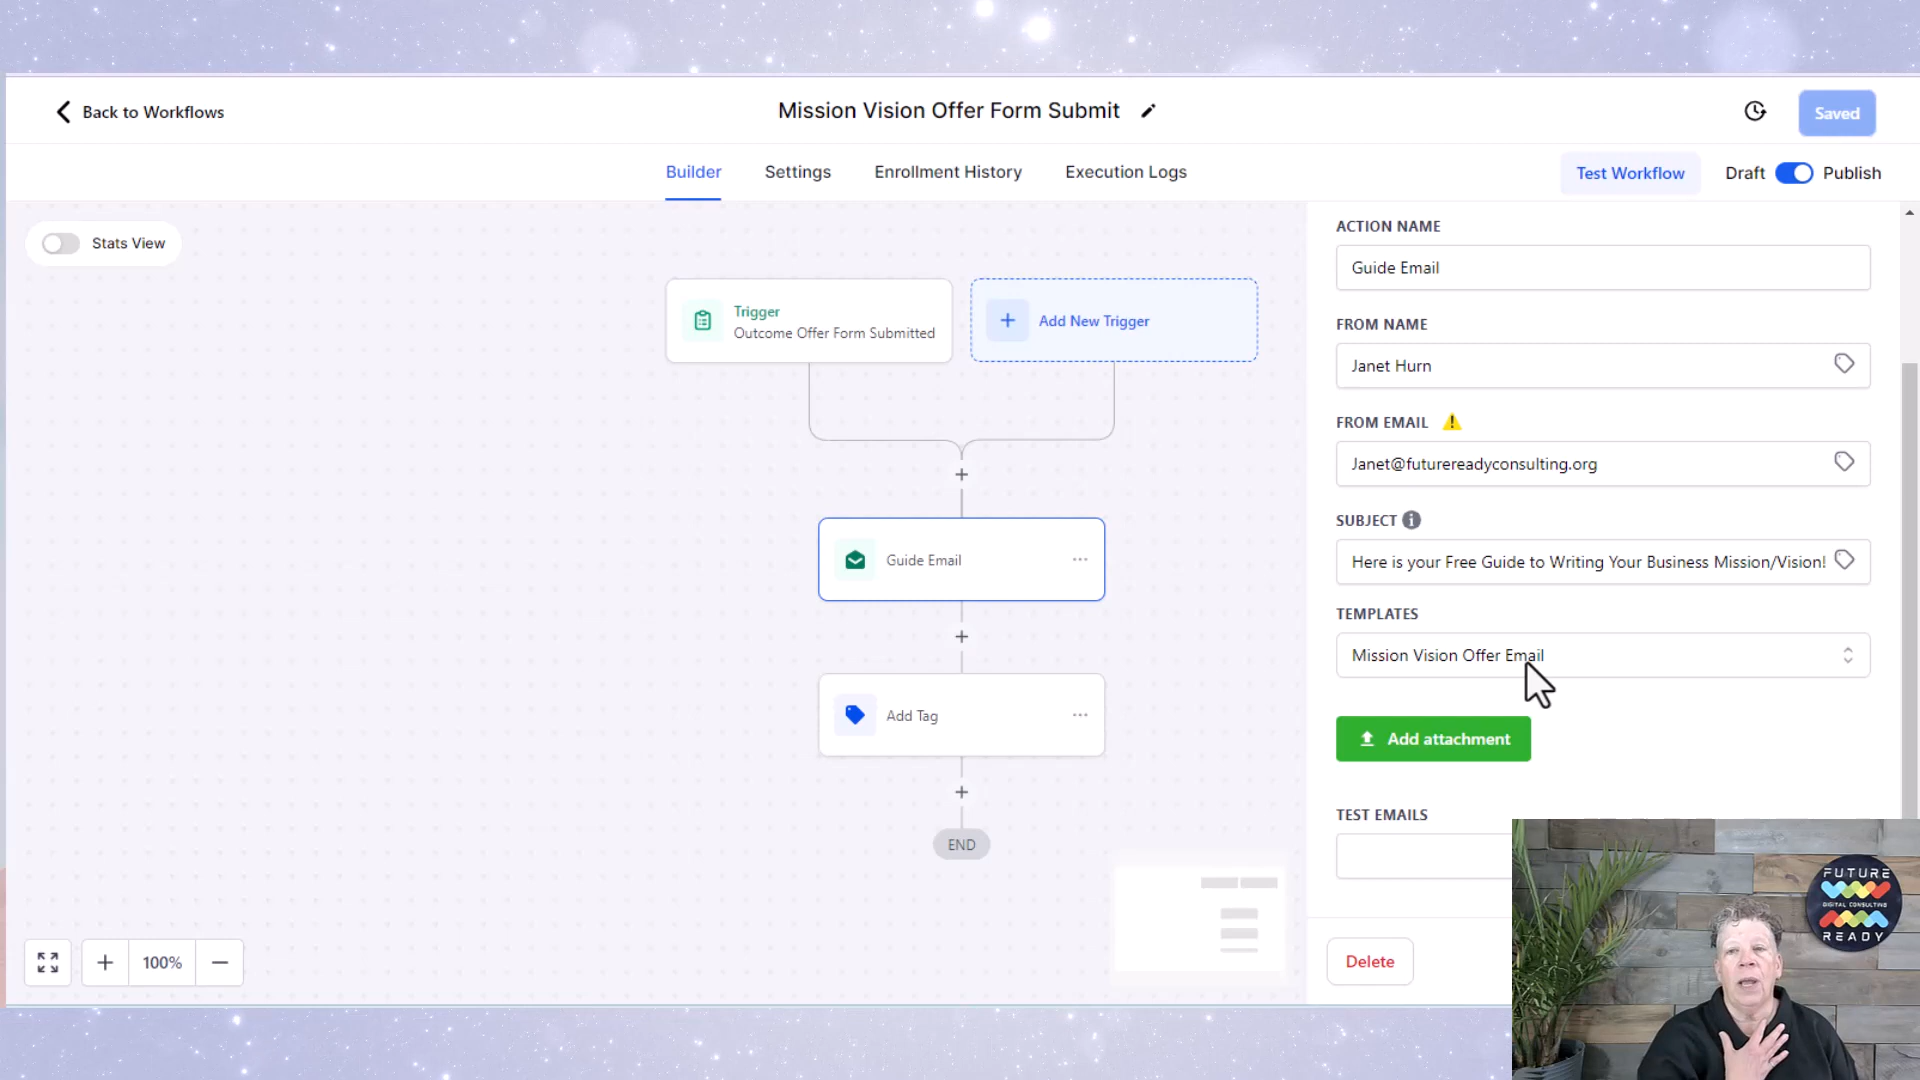 Back to Workflows
Mission Vision Offer Form Submit
Saved
Builder
Settings
Enrollment History
Execution Logs
Test Workflow
Draft
Publish
Stats View
Trigger
Outcome Offer Form Submitted
Add New Trigger
Guide Email
Add Tag
END
100%
ACTION NAME
Guide Email
FROM NAME
Janet Hurn
FROM EMAIL
Janet@futurereadyconsulting.org
SUBJECT
Here is your Free Guide to Writing Your Business Mission/Vision!
TEMPLATES
Mission Vision Offer Email
Add attachment
TEST EMAILS
Delete
FUTURE
DIGITAL CONSULTING
READY